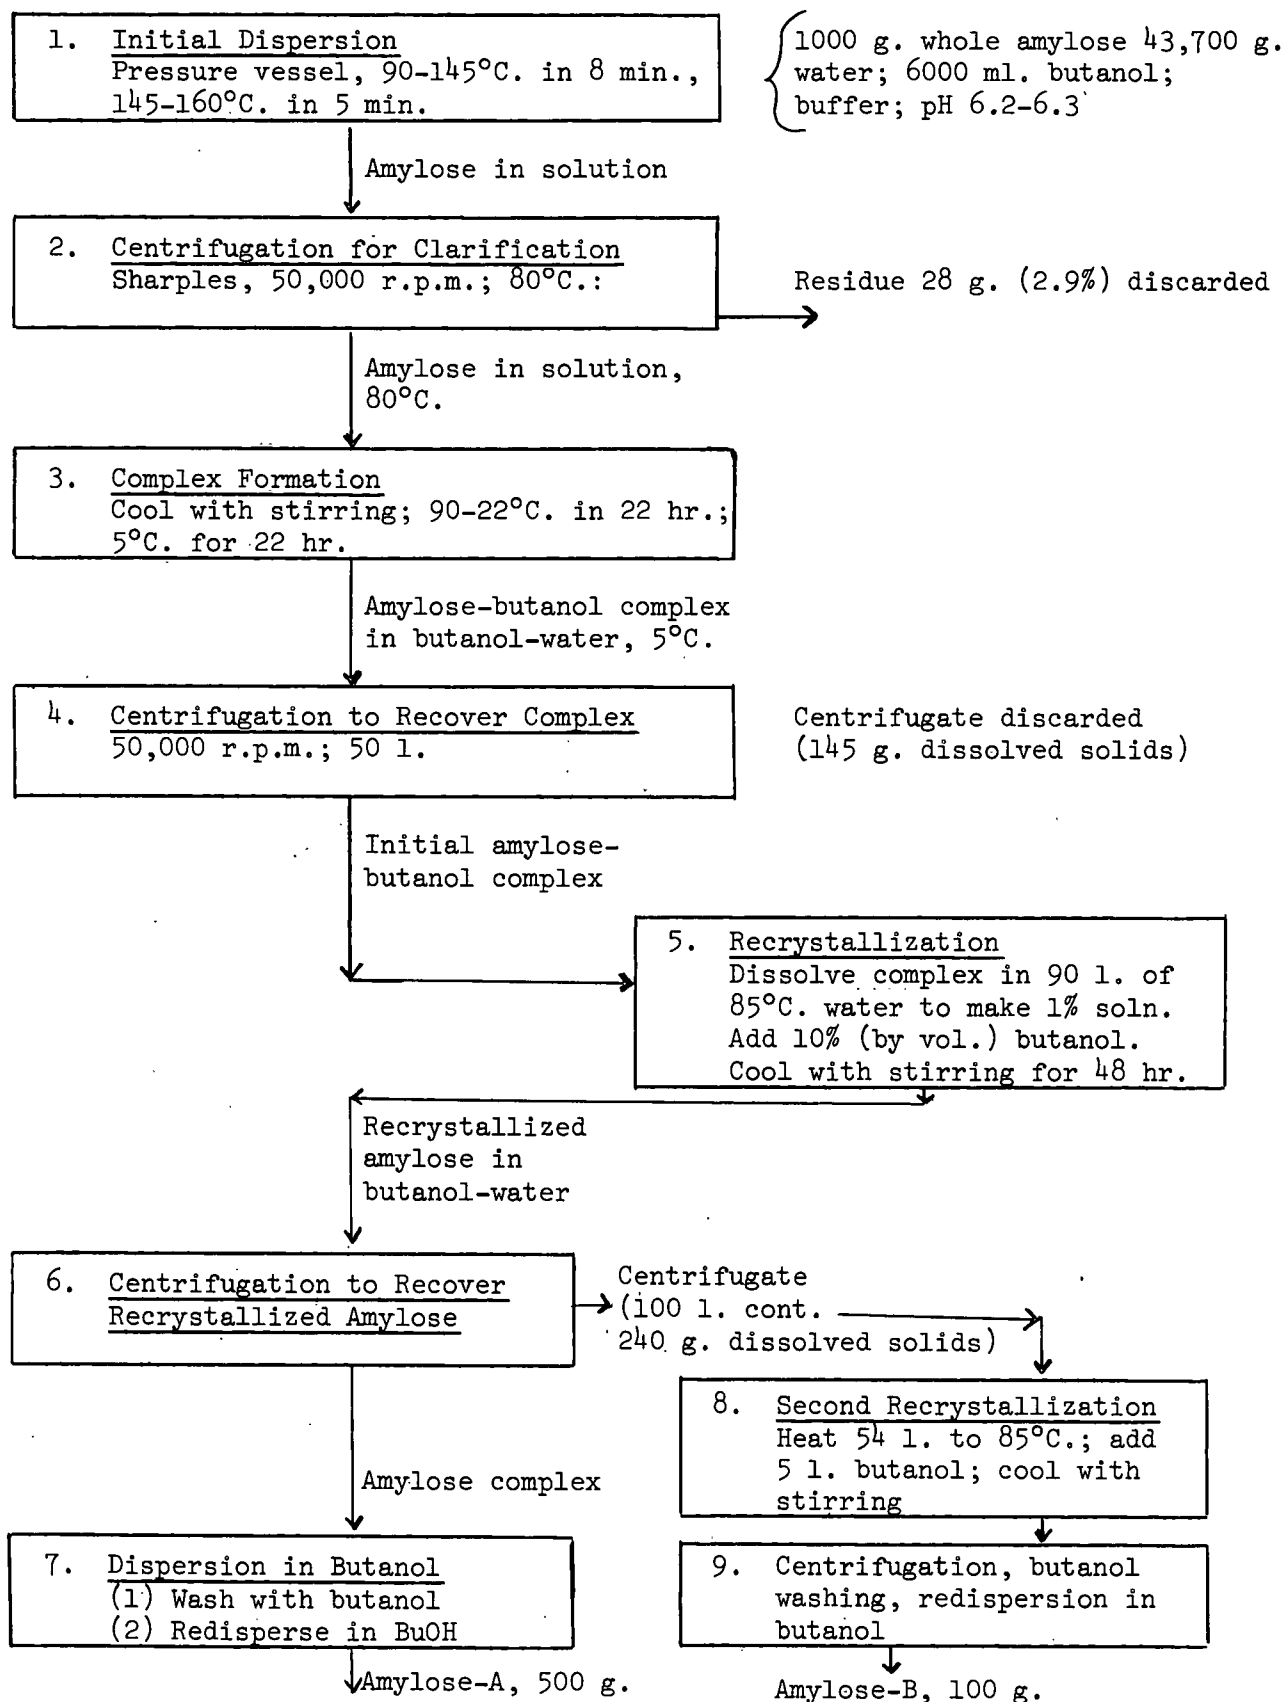 1. Initial Dispersion
Pressure vessel, 90-145°C. in 8 min.,
145-160°C. in 5 min.
1000 g. whole amylose 43,700 g.
water; 6000 ml. butanol;
buffer; pH 6.2-6.3
Amylose in solution
2. Centrifugation for Clarification
Sharples, 50,000 r.p.m.; 80°C.:
Residue 28 g. (2.9%) discarded
Amylose in solution,
80°C.
3. Complex Formation
Cool with stirring; 90-22°C. in 22 hr.;
5°C. for 22 hr.
Amylose-butanol complex
in butanol-water, 5°C.
4. Centrifugation to Recover Complex
50,000 r.p.m.; 50 l.
Centrifugate discarded
(145 g. dissolved solids)
Initial amylose-
butanol complex
5. Recrystallization
Dissolve complex in 90 l. of
85°C. water to make 1% soln.
Add 10% (by vol.) butanol.
Cool with stirring for 48 hr.
Recrystallized
amylose in
butanol-water
6. Centrifugation to Recover
Recrystallized Amylose
Centrifugate
(100 l. cont.
240 g. dissolved solids)
8. Second Recrystallization
Heat 54 l. to 85°C.; add
5 l. butanol; cool with
stirring
Amylose complex
7. Dispersion in Butanol
(1) Wash with butanol
(2) Redisperse in BuOH
9. Centrifugation, butanol
washing, redispersion in
butanol
Amylose-A, 500 g.
Amylose-B, 100 g.